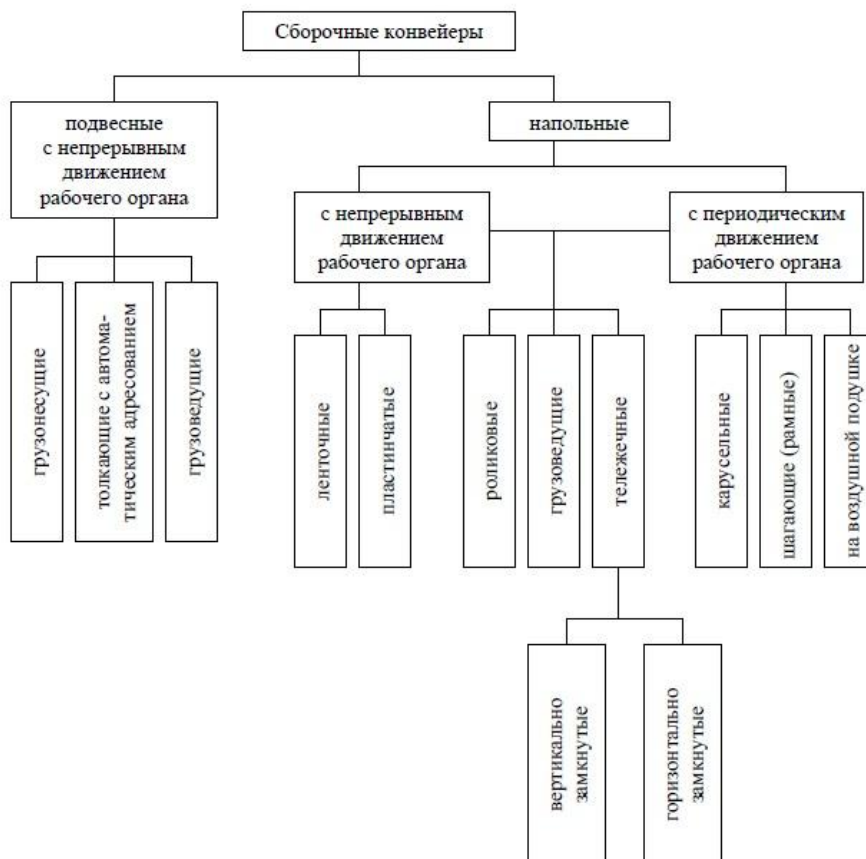 Сборочные конвейеры
подвесные
с непрерывным
движением
рабочего органа
напольные
с непрерывным
движением
рабочего органа
с периодическим
движением
рабочего органа
грузонесущие
толкающие с автома-
тическим адресованием
грузоведущие
ленточные
пластинчатые
роликовые
грузоведущие
тележечные
карусельные
шагающие (рамные)
на воздушной подушке
вертикально
замкнутые
горизонтально
замкнутые